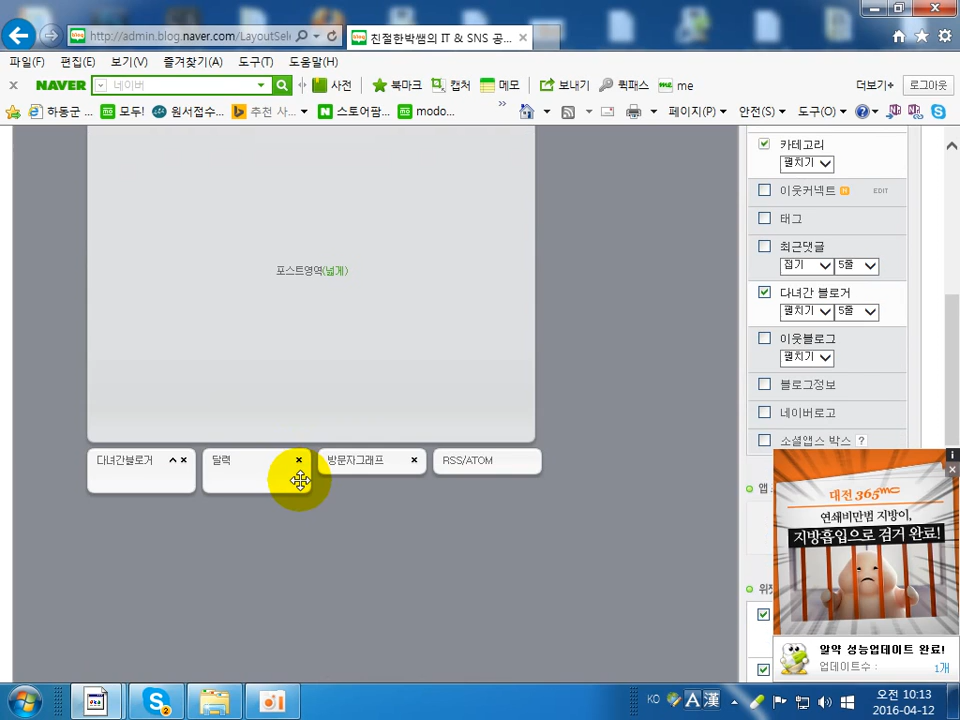 http://admin.blog.naver.com/LayoutSele
친절한박쌤의 IT & SNS 공...
파일(F) 편집(E) 보기(V) 즐겨찾기(A) 도구(T) 도움말(H)
NAVER 네이버 사전 북마크 캡처 메모 보내기 퀵패스 me me 더보기+ 로그아웃
하동군 ... 모두! 원서접수... 추천 사... 스토어팜... modo... 페이지(P) 안전(S) 도구(O)
카테고리
펼치기
이웃커넥트 EDIT
태그
최근댓글
접기 5줄
다녀간 블로거
펼치기 5줄
이웃블로그
펼치기
블로그정보
네이버로고
소셜앱스 박스 ?
포스트영역(넓게)
다녀간블로거 달력 방문자그래프 RSS/ATOM
앱
위젯
대전 365mc
연쇄비만범 지방이,
지방흡입으로 검거 완료!
알약 성능업데이트 완료!
업데이트수 : 1개
KO A 漢 오전 10:13
2016-04-12